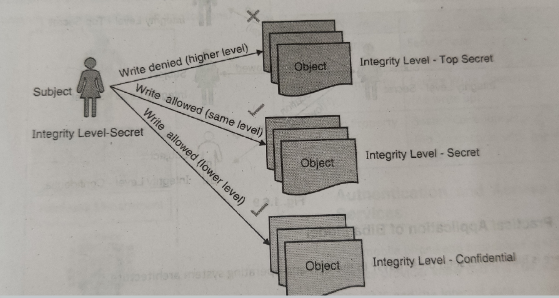 Write denied (higher level)
Object
Integrity Level - Top Secret
Subject
Write allowed (same level)
Integrity Level-Secret
Object
Integrity Level - Secret
Write allowed (lower level)
Object
Integrity Level - Confidential